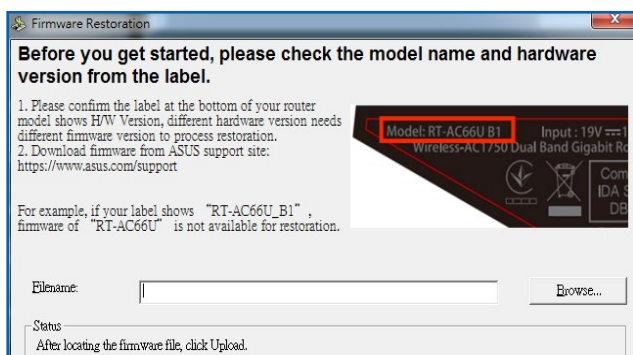 Firmware Restoration
Before you get started, please check the model name and hardware
version from the label.
1. Please confirm the label at the bottom of your router
model shows H/W Version, different hardware version needs
different firmware version to process restoration.
2. Download firmware from ASUS support site:
https://www.asus.com/support
For example, if your label shows “RT-AC66U_B1”,
firmware of “RT-AC66U” is not available for restoration.
Model: RT-AC66U B1
Input : 19V
Wireless-AC1750 Dual Band Gigabit
Com
IDA
DB
Filename:
Browse...
Status
After locating the firmware file, click Upload.